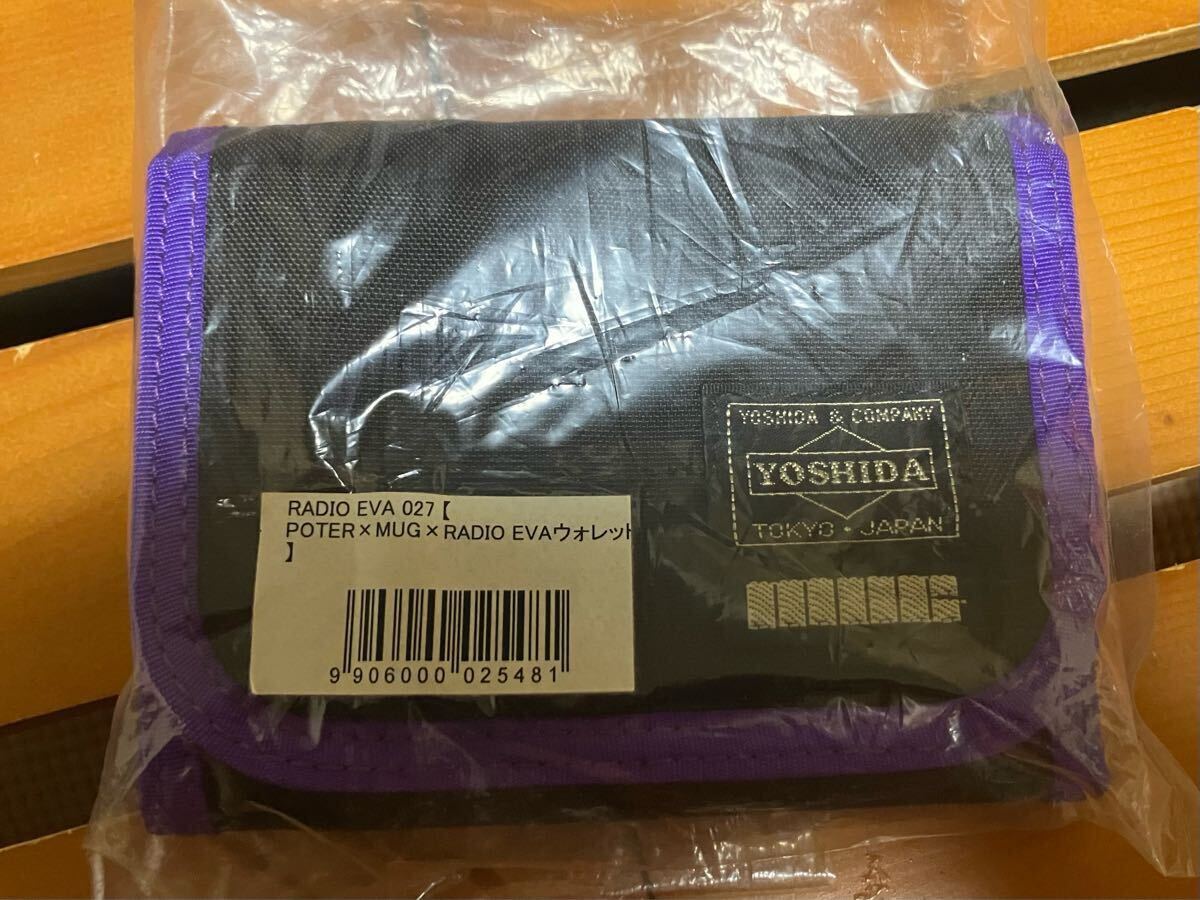 RADIO EVA 027【
POTER×MUG×RADIO EVAウォレット
】
9 906000 025481
YOSHIDA & COMPANY
YOSHIDA
TOKYO・JAPAN